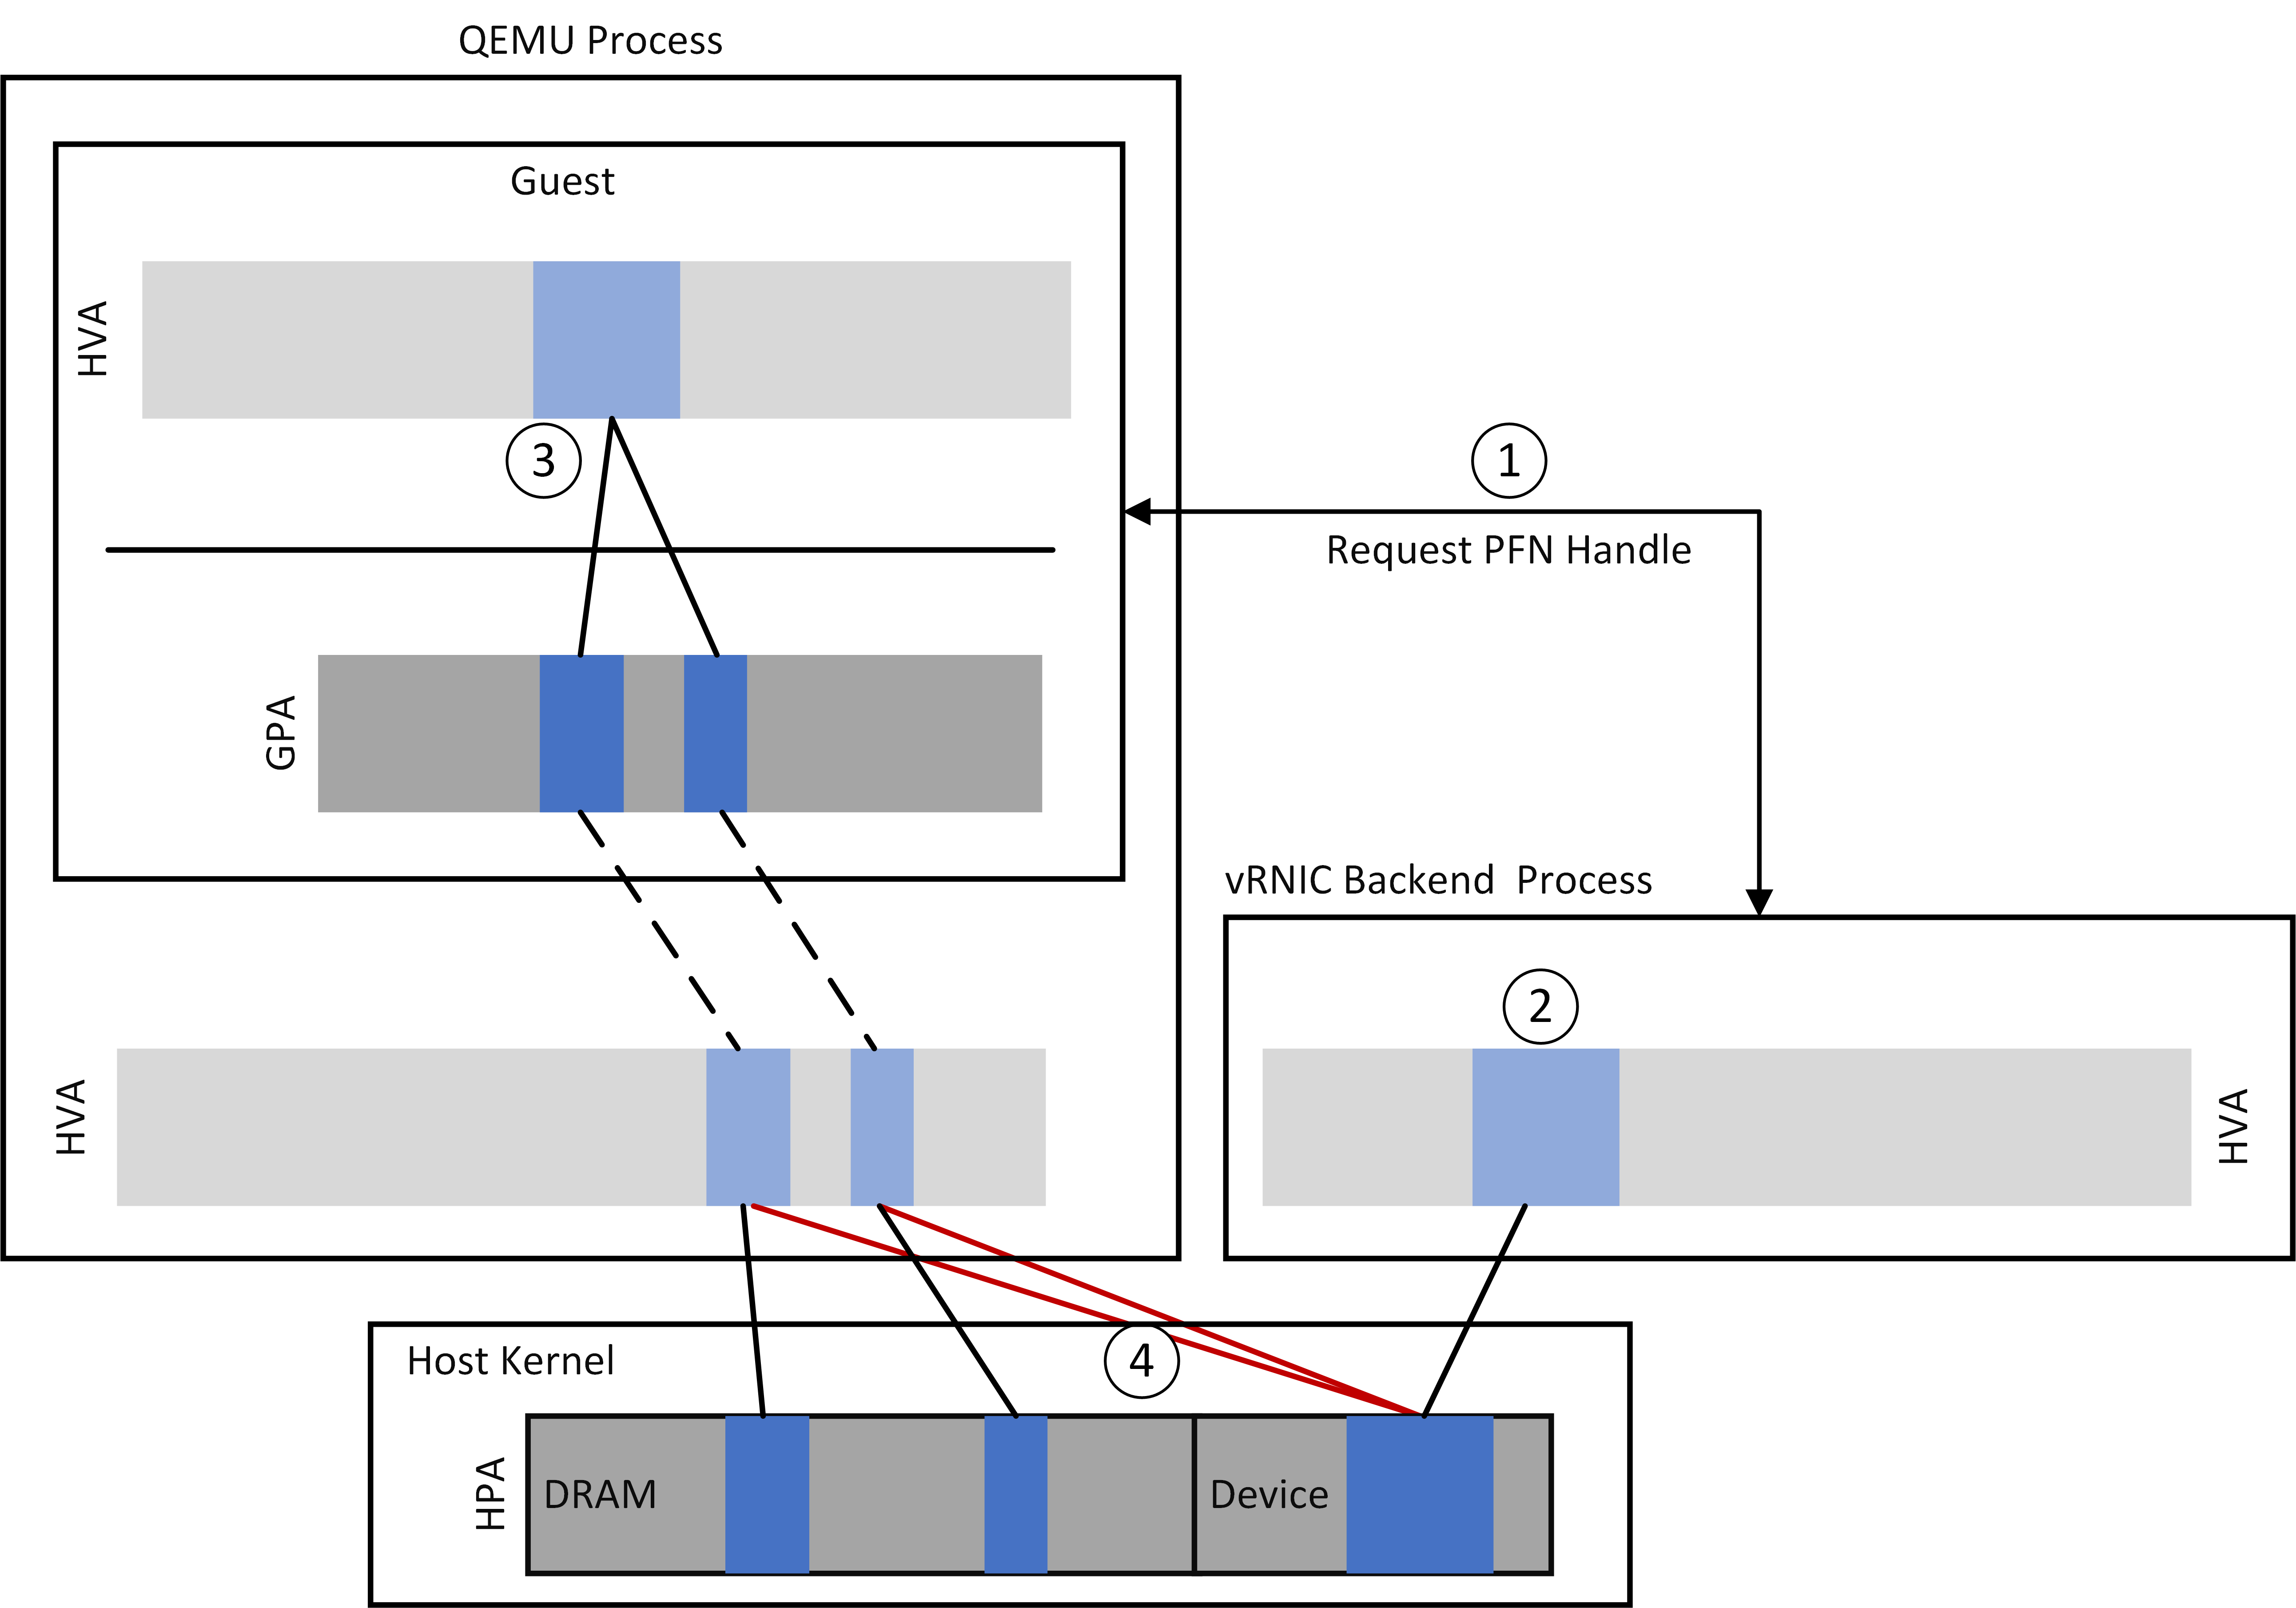 QEMU Process
Guest
HVA
3
1
Request PFN Handle
GPA
vRNIC Backend  Process
2
HVA
HVA
Host Kernel
4
HPA
DRAM
Device